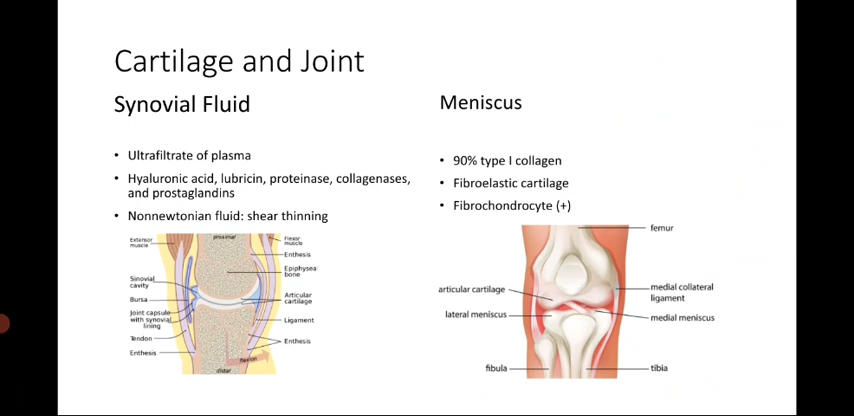 Cartilage and Joint
Synovial Fluid
• Ultrafiltrate of plasma
• Hyaluronic acid, lubricin, proteinase, collagenases,
and prostaglandins
• Nonnewtonian fluid: shear thinning
Extensor
muscle
Sinovial
cavity
Bursa
Joint capsule
with synovial
lining
Tendon
Enthesis
proximal
distal
flexion
Flexor
muscle
Enthesis
Epiphyseal
bone
Articular
cartilage
Ligament
Enthesis
Meniscus
• 90% type I collagen
• Fibroelastic cartilage
• Fibrochondrocyte (+)
articular cartilage
lateral meniscus
fibula
femur
medial collateral
ligament
medial meniscus
tibia